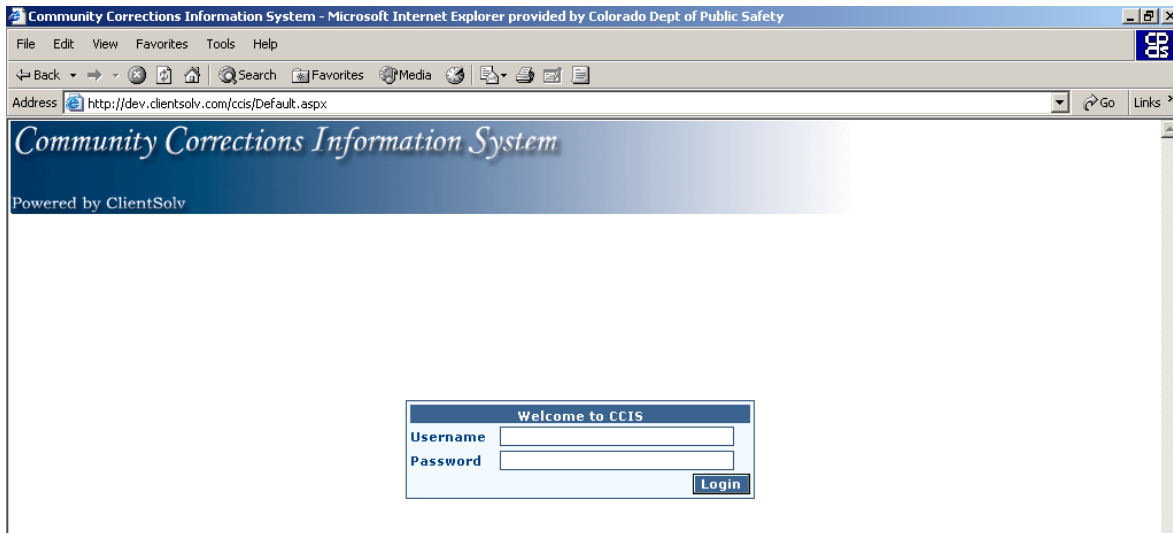 Community Corrections Information System - Microsoft Internet Explorer provided by Colorado Dept of Public Safety
File Edit View Favorites Tools Help
Back Search Favorites Media
Address http://dev.clientsolv.com/ccis/Default.aspx Go Links
Community Corrections Information System
Powered by ClientSolv
Welcome to CCIS
Username
Password
Login